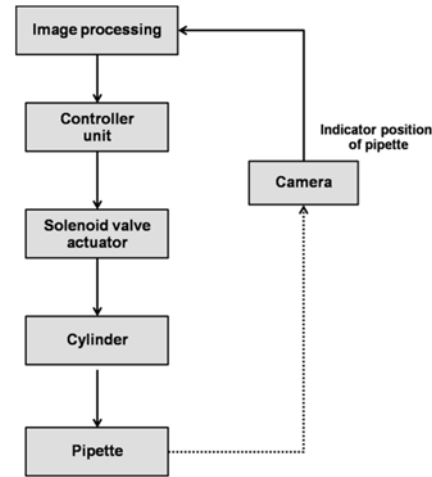 Image processing
Controller
unit
Indicator position
of pipette
Camera
Solenoid valve
actuator
Cylinder
Pipette